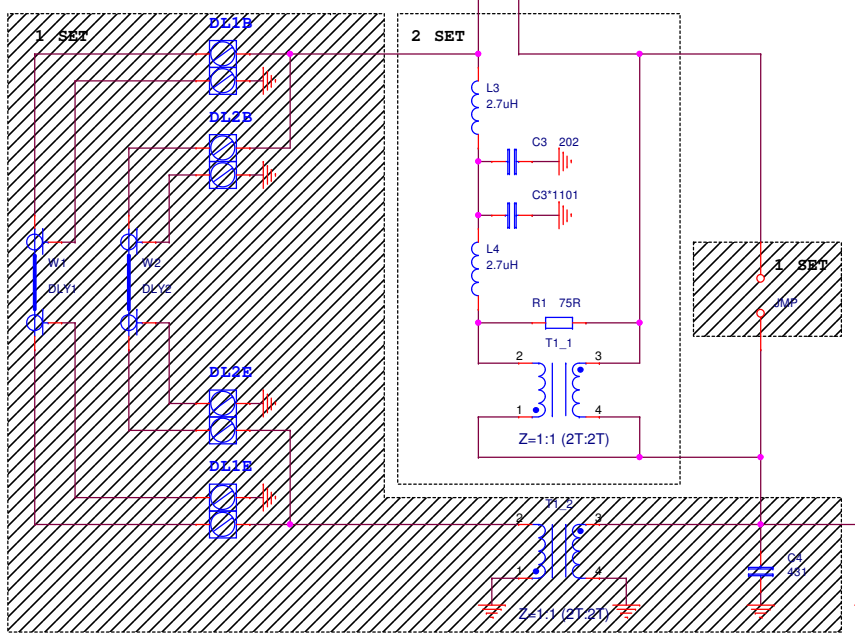 DL1B
1 SET
2 SET
L3
2.7uH
DL2B
C3 202
C3*1101
W1
W2
L4
2.7uH
1 SET
DLY1
DLY2
R1 75R
JMP
T1_1
2 3
DL2E
1 4
Z=1:1 (2T:2T)
DL1E
T1_2
2 3
C4
431
1 4
Z=1:1 (2T:2T)